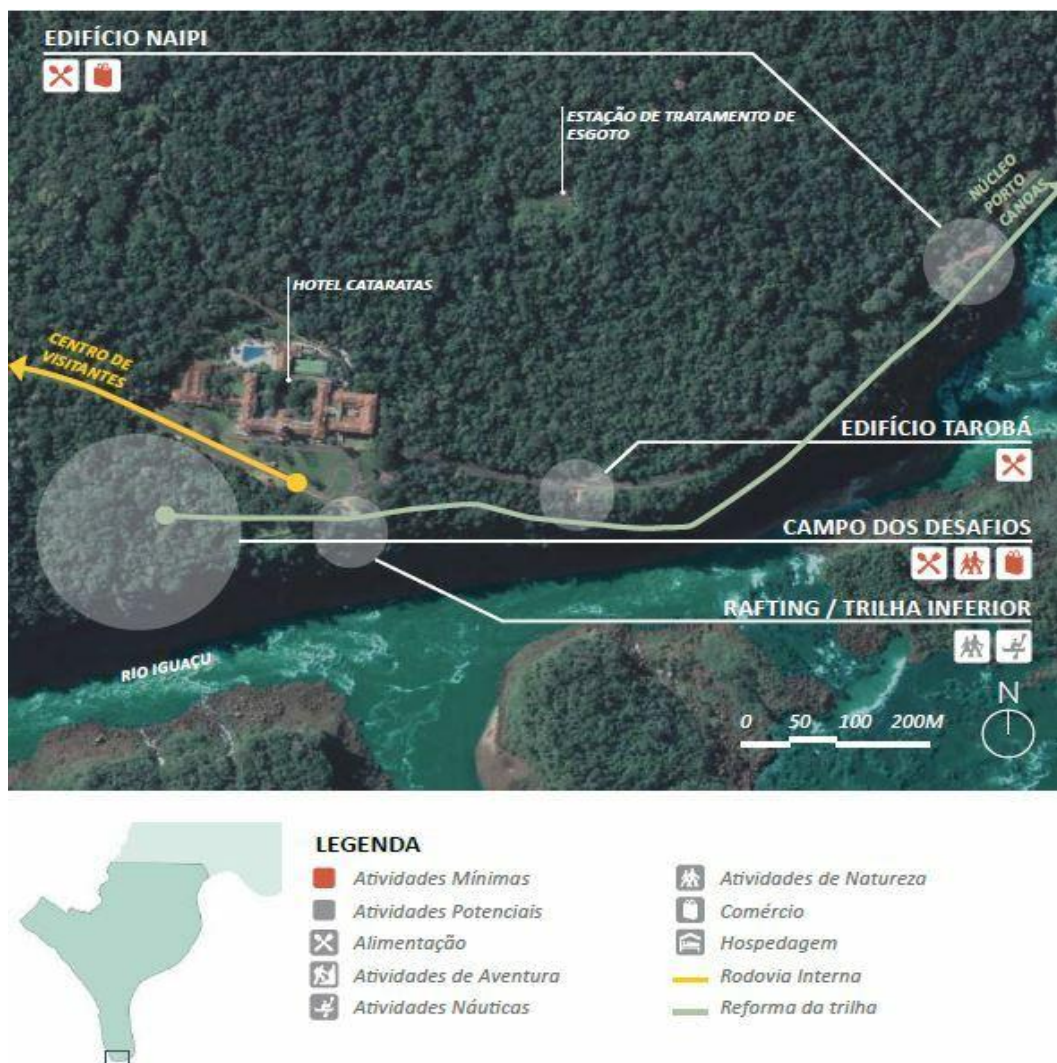 EDIFÍCIO NAIPI
ESTAÇÃO DE TRATAMENTO DE
ESGOTO
NÚCLEO
PORTO
CANOAS
HOTEL CATARATAS
CENTRO DE
VISITANTES
EDIFÍCIO TAROBÁ
CAMPO DOS DESAFIOS
RAFTING / TRILHA INFERIOR
RIO IGUAÇU
N
0 50 100 200M
LEGENDA
Atividades Mínimas
Atividades Potenciais
Alimentação
Atividades de Aventura
Atividades Náuticas
Atividades de Natureza
Comércio
Hospedagem
Rodovia Interna
Reforma da trilha